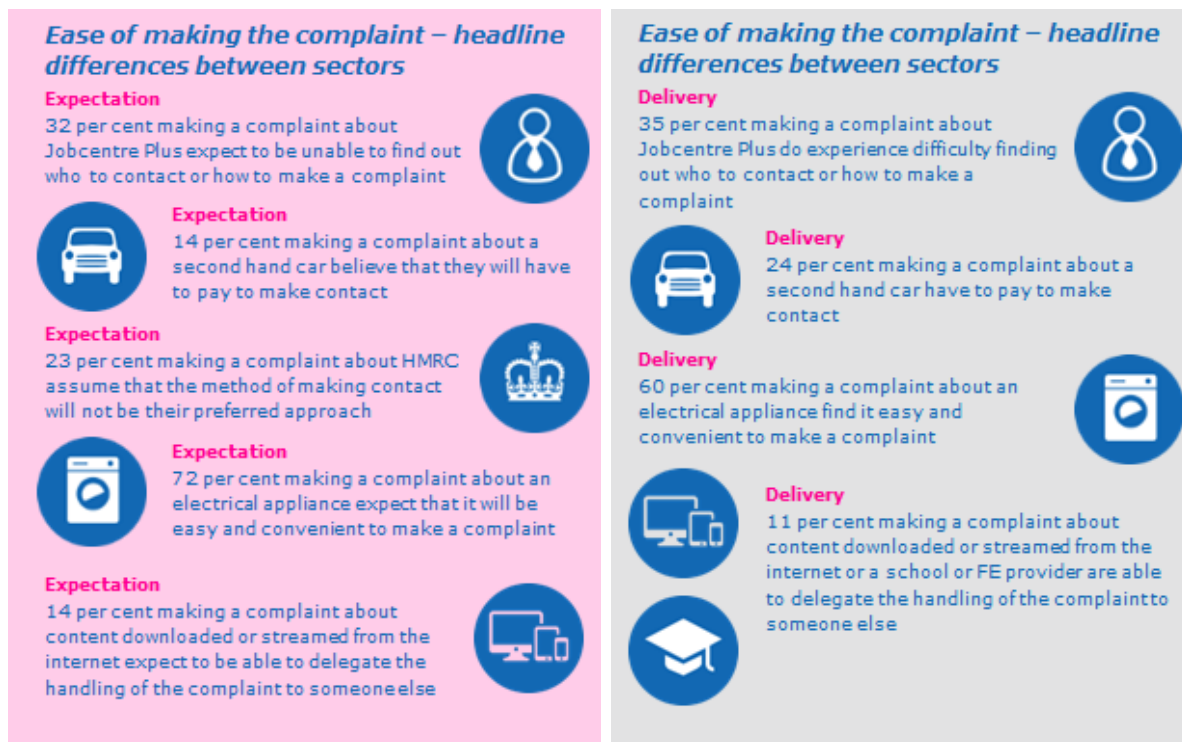 Ease of making the complaint – headline
differences between sectors
Expectation
32 per cent making a complaint about
Jobcentre Plus expect to be unable to find out
who to contact or how to make a complaint
Expectation
14 per cent making a complaint about a
second hand car believe that they will have
to pay to make contact
Expectation
23 per cent making a complaint about HMRC
assume that the method of making contact
will not be their preferred approach
Expectation
72 per cent making a complaint about an
electrical appliance expect that it will be
easy and convenient to make a complaint
Expectation
14 per cent making a complaint about
content downloaded or streamed from the
internet expect to be able to delegate the
handling of the complaint to someone else
Ease of making the complaint – headline
differences between sectors
Delivery
35 per cent making a complaint about
Jobcentre Plus do experience difficulty finding
out who to contact or how to make a
complaint
Delivery
24 per cent making a complaint about a
second hand car have to pay to make
contact
Delivery
60 per cent making a complaint about an
electrical appliance find it easy and
convenient to make a complaint
Delivery
11 per cent making a complaint about
content downloaded or streamed from the
internet or a school or FE provider are able
to delegate the handling of the complaint to
someone else